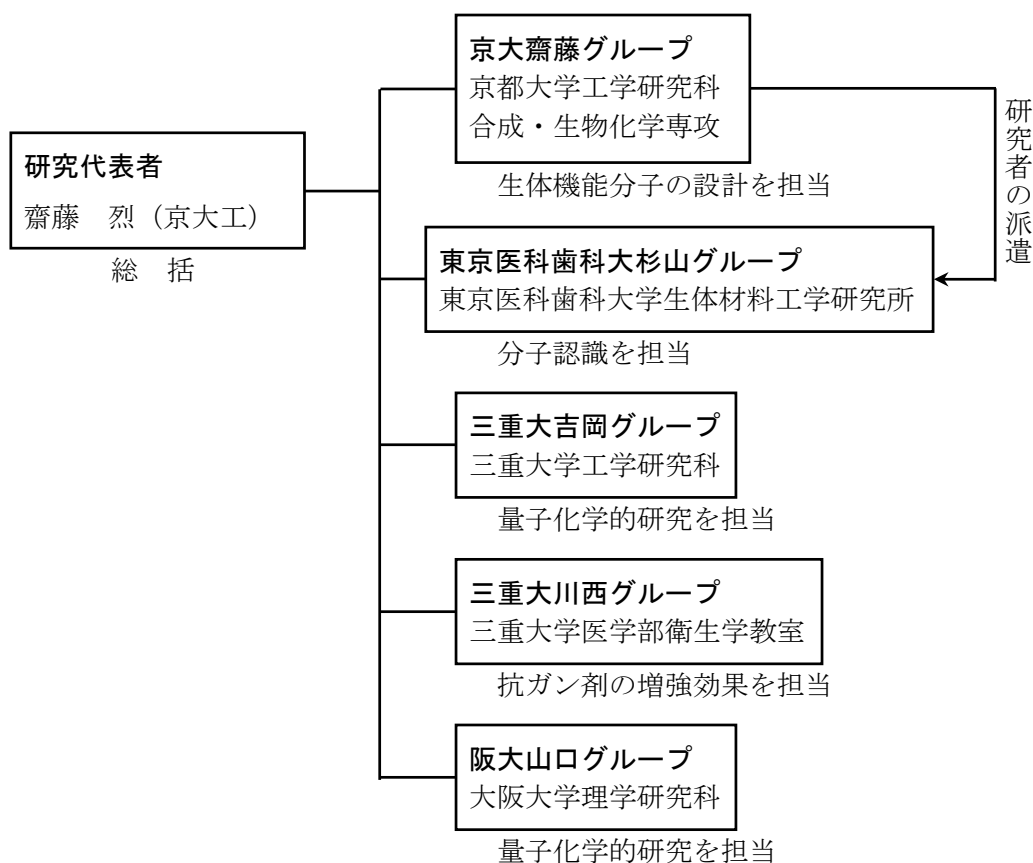 研究代表者
齋藤　烈（京大工）
総　括
京大齋藤グループ
京都大学工学研究科
合成・生物化学専攻
生体機能分子の設計を担当
研究者の派遣
東京医科歯科大杉山グループ
東京医科歯科大学生体材料工学研究所
分子認識を担当
三重大吉岡グループ
三重大学工学研究科
量子化学的研究を担当
三重大川西グループ
三重大学医学部衛生学教室
抗ガン剤の増強効果を担当
阪大山口グループ
大阪大学理学研究科
量子化学的研究を担当